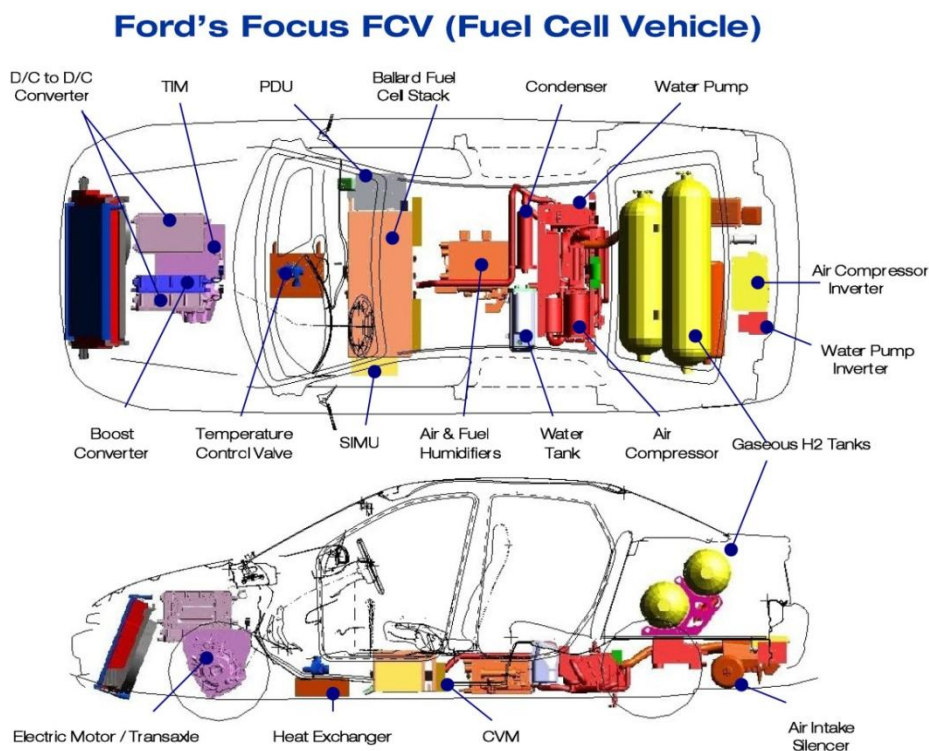 Ford's Focus FCV (Fuel Cell Vehicle)
D/C to D/C
Converter
TIM
PDU
Ballard Fuel
Cell Stack
Condenser
Water Pump
Air Compressor
Inverter
Water Pump
Inverter
Boost
Converter
Temperature
Control Valve
SIMU
Air & Fuel
Humidifiers
Water
Tank
Air
Compressor
Gaseous H2 Tanks
Electric Motor / Transaxle
Heat Exchanger
CVM
Air Intake
Silencer